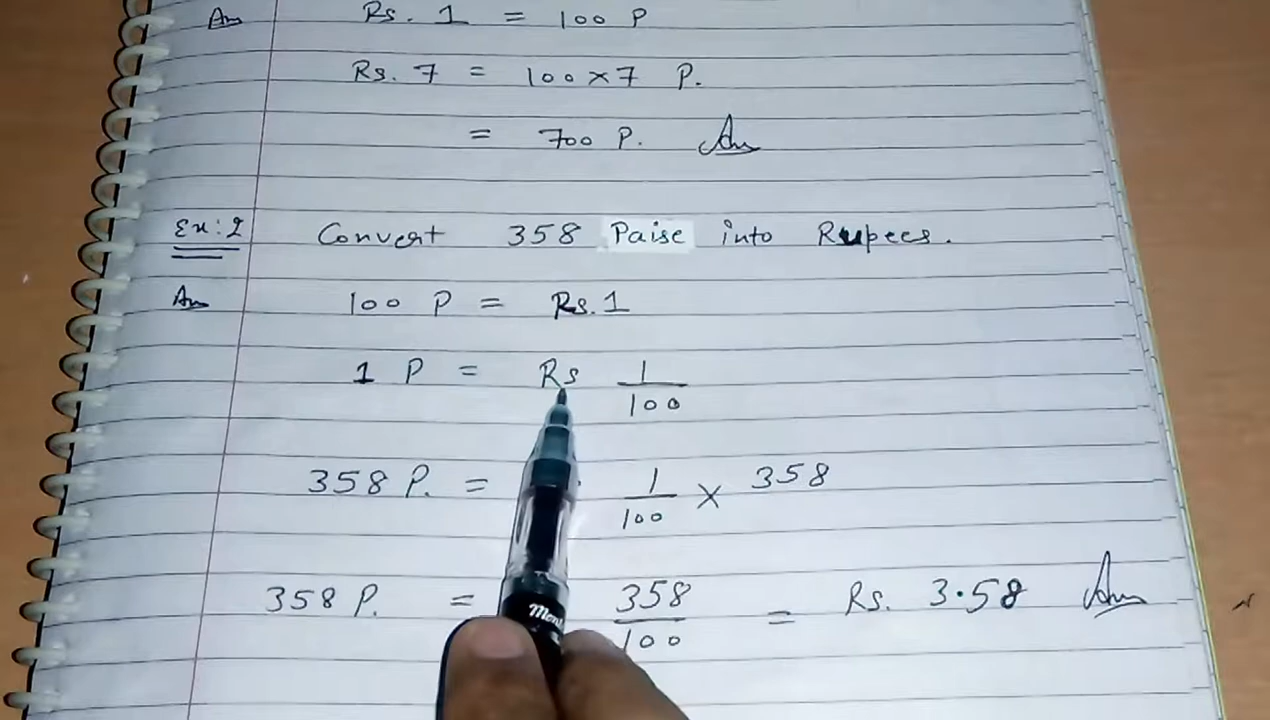 Ans Rs. 1 = 100 P
Rs. 7 = 100 × 7 P.
= 700 P. Ans
Ex: 2 Convert 358 Paise into Rupees.
Ans 100 P = Rs. 1
1 P = Rs 1/100
358 P. = 1/100 × 358
358 P. = 358/100 = Rs. 3.58 Ans